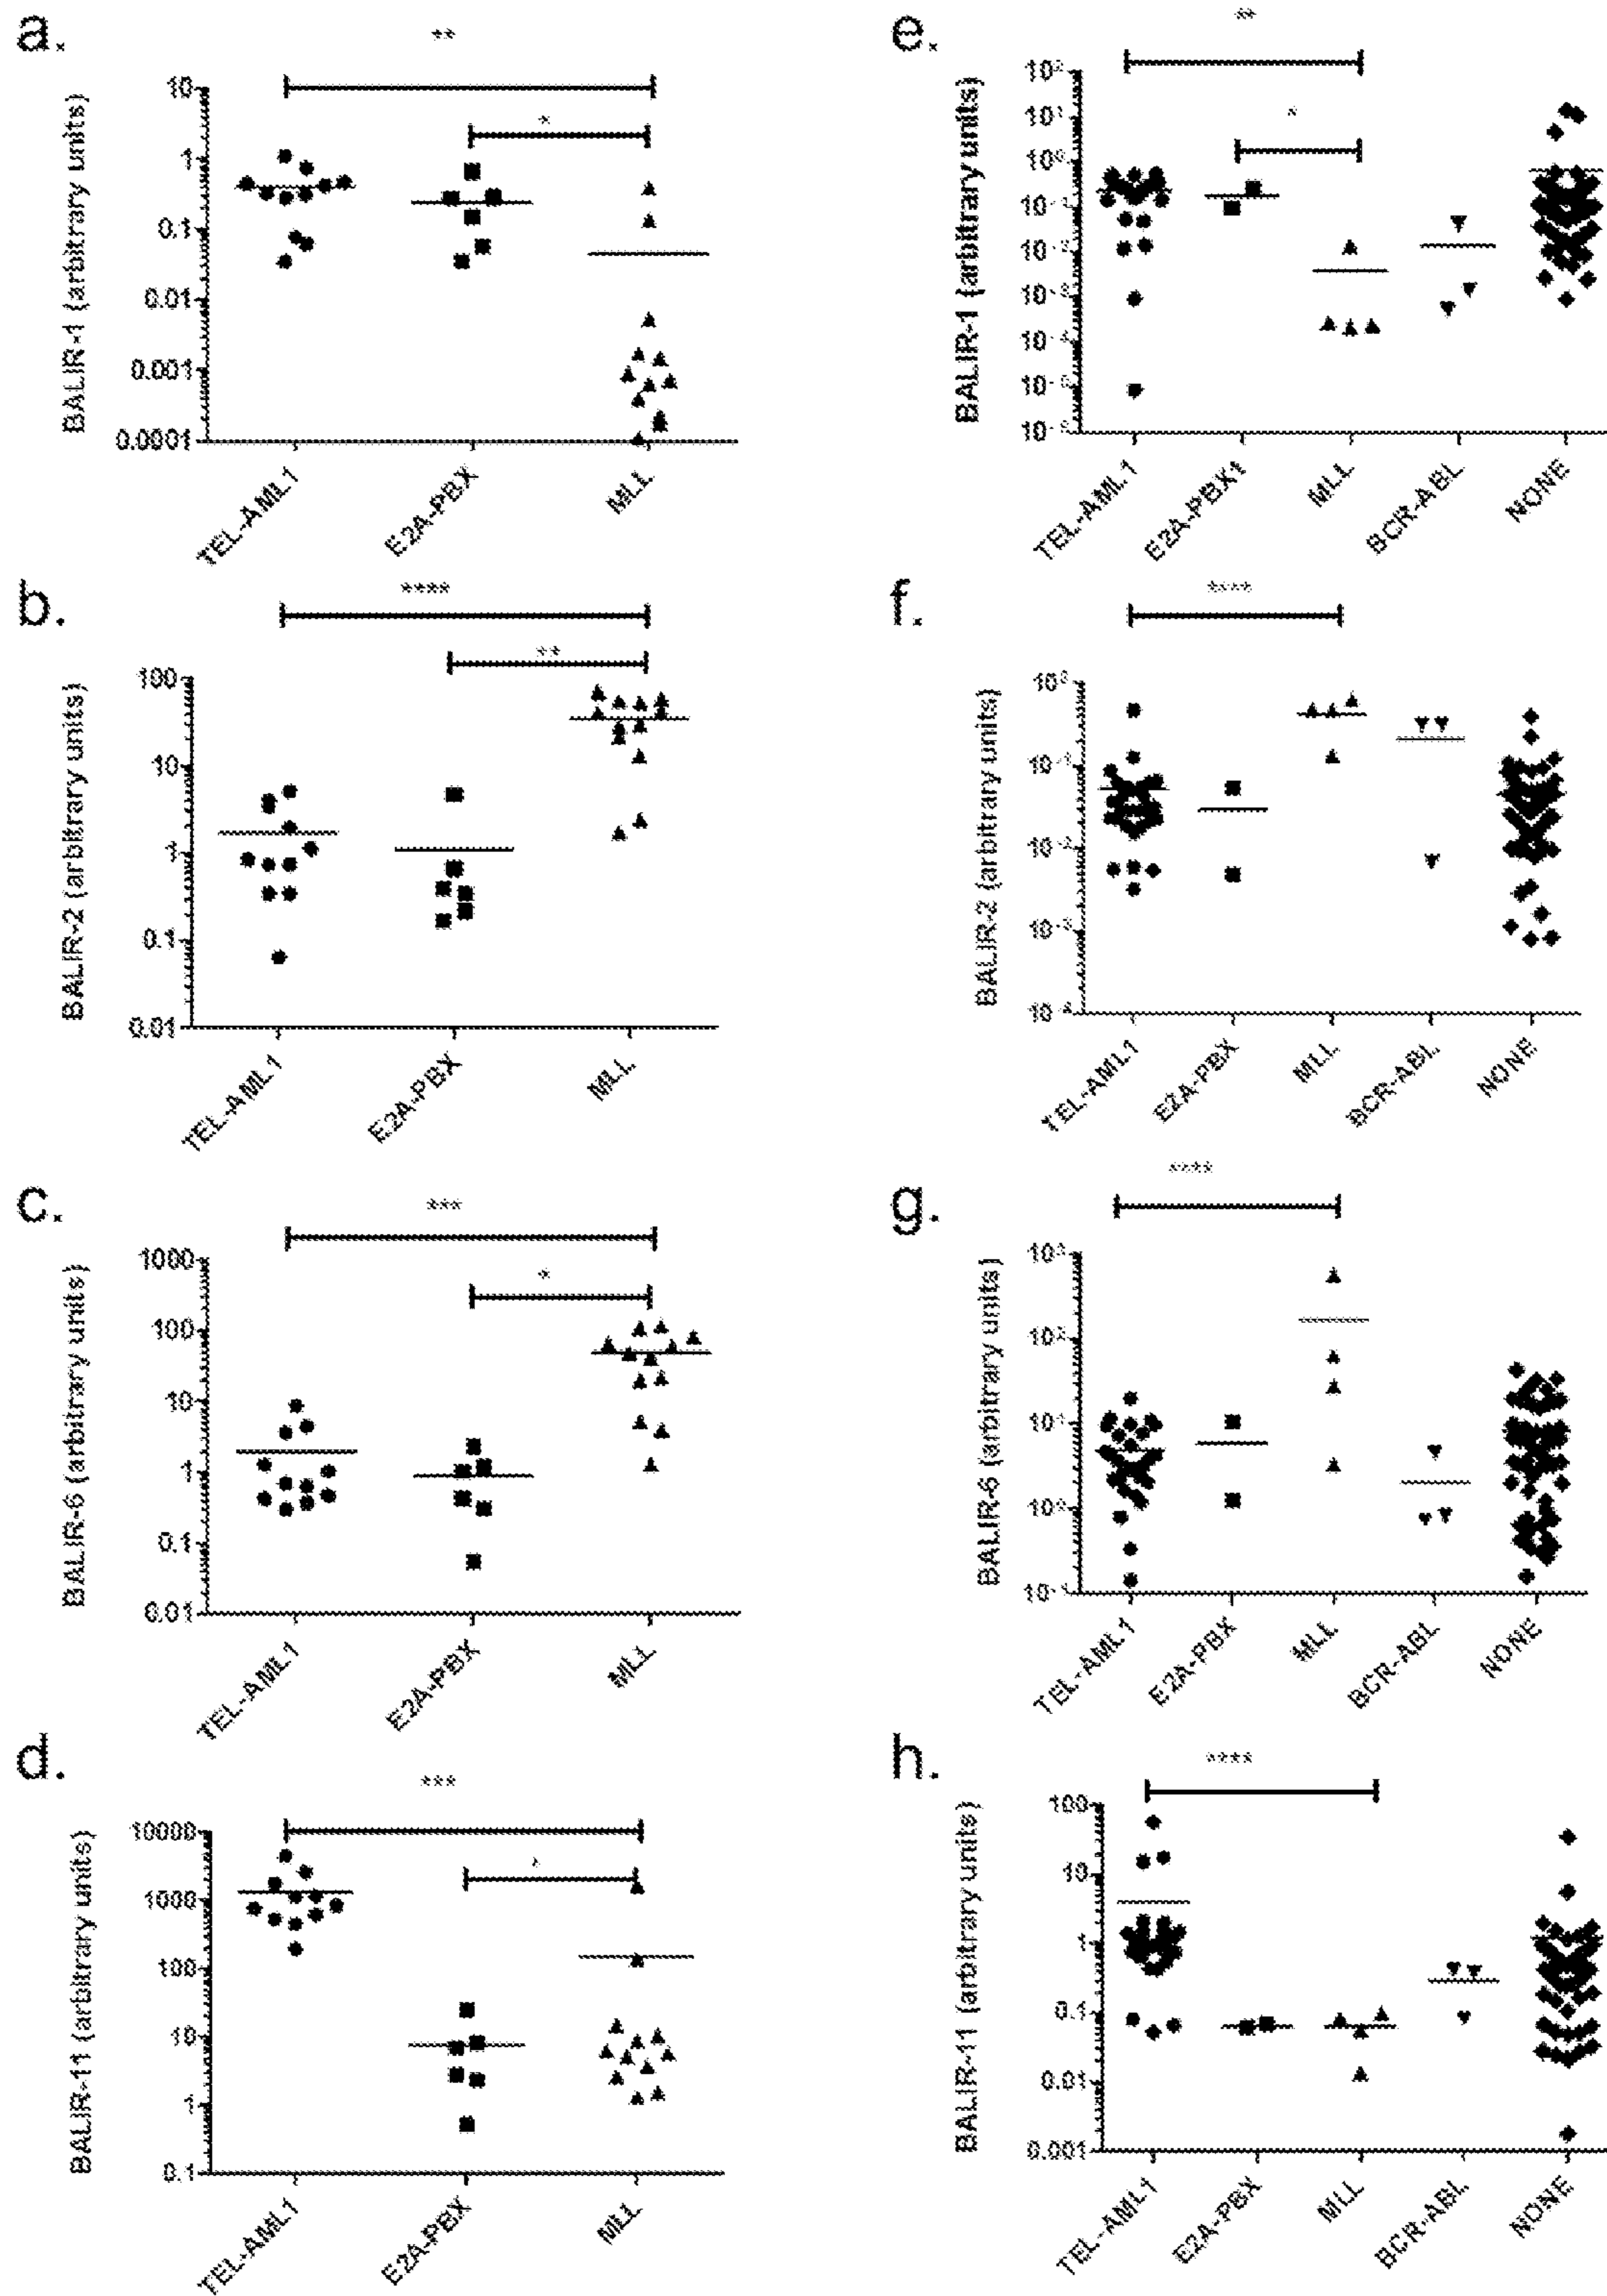 a.
**
BALIR-1 (arbitrary units)
10
*
1
0.1
0.01
0.001
0.0001
TEL-AML1
E2A-PBX
MLL
e.
**
BALIR-1 (arbitrary units)
*
TEL-AML1
E2A-PBX1
MLL
BCR-ABL
NONE
b.
****
**
BALIR-2 (arbitrary units)
100
10
1
0.1
0.01
TEL-AML1
E2A-PBX
MLL
f.
****
BALIR-2 (arbitrary units)
TEL-AML1
E2A-PBX
MLL
BCR-ABL
NONE
c.
***
*
BALIR-6 (arbitrary units)
1000
100
10
1
0.1
0.01
TEL-AML1
E2A-PBX
MLL
g.
****
BALIR-6 (arbitrary units)
TEL-AML1
E2A-PBX
MLL
BCR-ABL
NONE
d.
***
*
BALIR-11 (arbitrary units)
10000
1000
100
10
1
0.1
TEL-AML1
E2A-PBX
MLL
h.
****
BALIR-11 (arbitrary units)
100
10
1
0.1
0.01
0.001
TEL-AML1
E2A-PBX
MLL
BCR-ABL
NONE